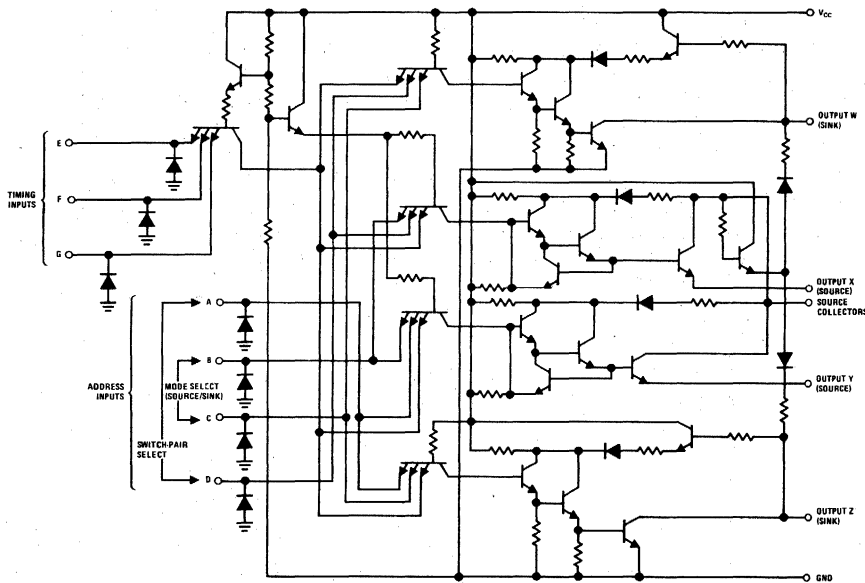 V CC
E
OUTPUT W
(SINK)
TIMING
INPUTS
F
G
OUTPUT X
(SOURCE)
A
SOURCE
COLLECTORS
ADDRESS
INPUTS
MODE SELECT
(SOURCE/SINK)
B
OUTPUT Y
(SOURCE)
C
SWITCH-PAIR
SELECT
D
OUTPUT Z
(SINK)
GND